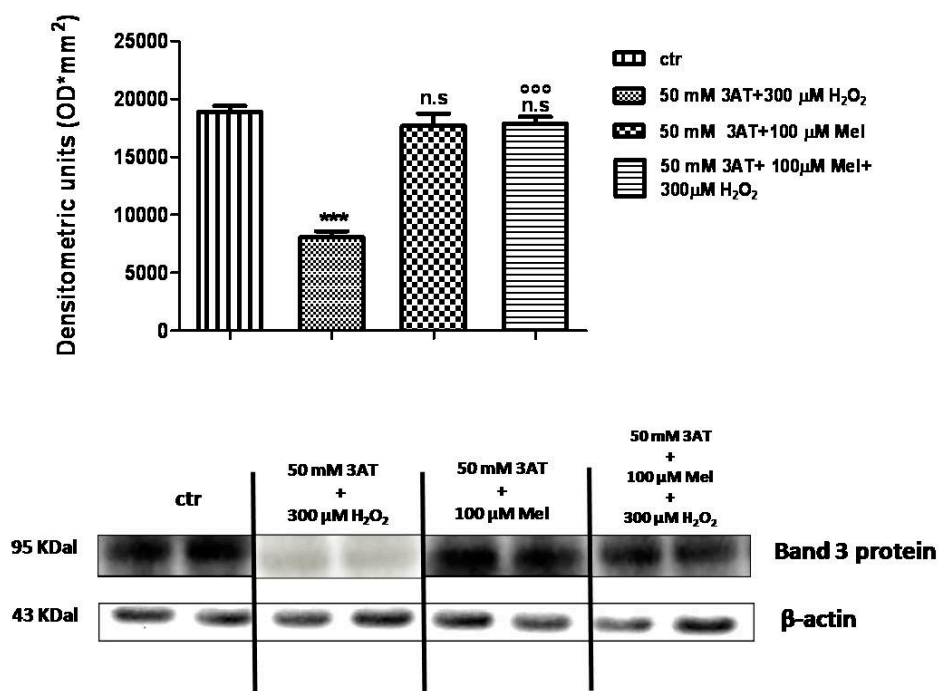 Densitometric units (OD*mm²)
25000
20000
15000
10000
5000
0
***
n.s
°°°
n.s
ctr
50 mM 3AT+300 µM H₂O₂
50 mM 3AT+100 µM Mel
50 mM 3AT+ 100µM Mel+
300µM H₂O₂
ctr
50 mM 3AT
+
300 µM H₂O₂
50 mM 3AT
+
100 µM Mel
50 mM 3AT
+
100 µM Mel
+
300 µM H₂O₂
95 KDal
Band 3 protein
43 KDal
β-actin